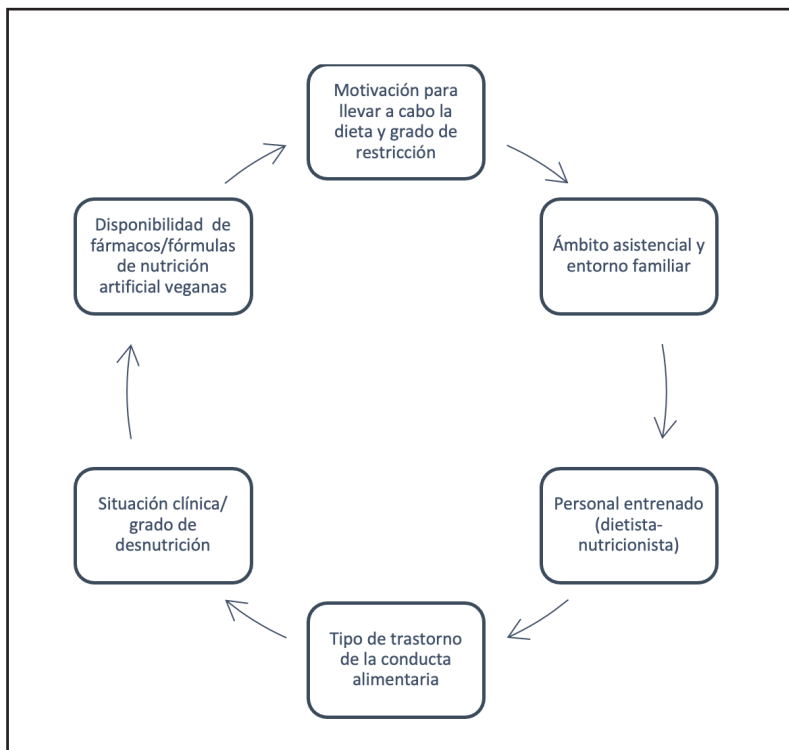 Motivación para
llevar a cabo la
dieta y grado de
restricción
Ámbito asistencial y
entorno familiar
Personal entrenado
(dietista-
nutricionista)
Tipo de trastorno
de la conducta
alimentaria
Situación clínica/
grado de
desnutrición
Disponibilidad de
fármacos/fórmulas
de nutrición
artificial veganas